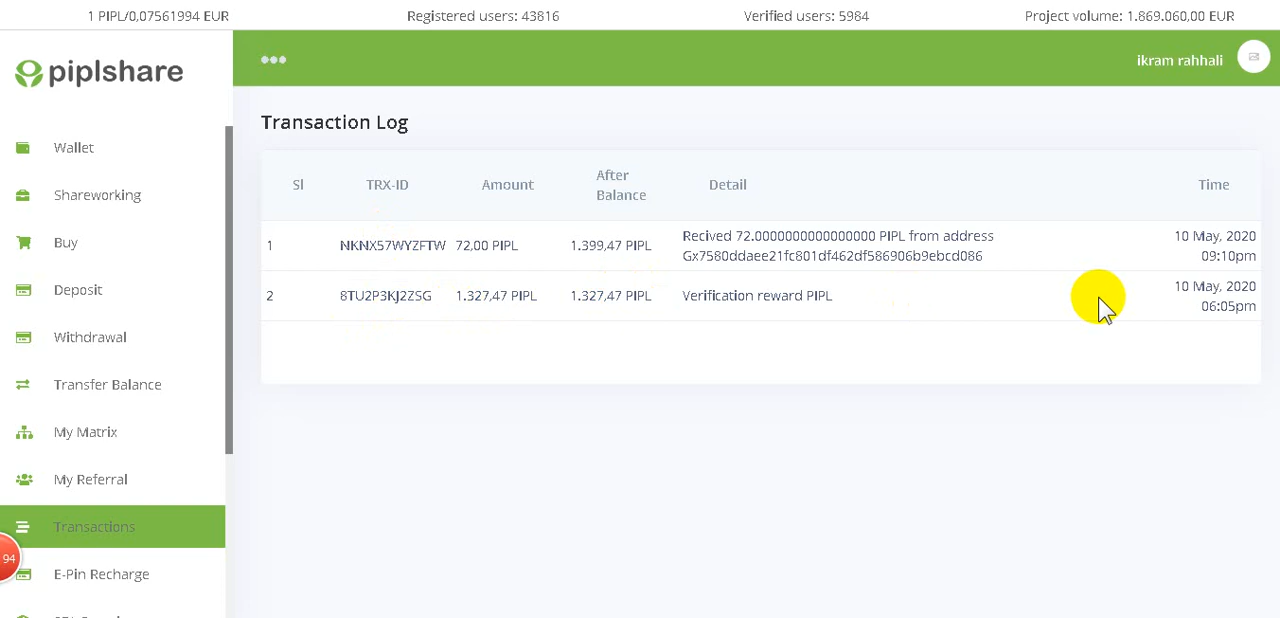 1 PIPL/0,07561994 EUR
Registered users: 43816
Verified users: 5984
Project volume: 1.869.060,00 EUR
piplshare
ikram rahhali
Wallet
Shareworking
Buy
Deposit
Withdrawal
Transfer Balance
My Matrix
My Referral
Transactions
94
E-Pin Recharge
Transaction Log
Sl
TRX-ID
Amount
After
Balance
Detail
Time
1
NKNX57WYZFTW
72,00 PIPL
1.399,47 PIPL
Recived 72.0000000000000000 PIPL from address
Gx7580ddaee21fc801df462df586906b9ebcd086
10 May, 2020
09:10pm
2
8TU2P3KJ2ZSG
1.327,47 PIPL
1.327,47 PIPL
Verification reward PIPL
10 May, 2020
06:05pm